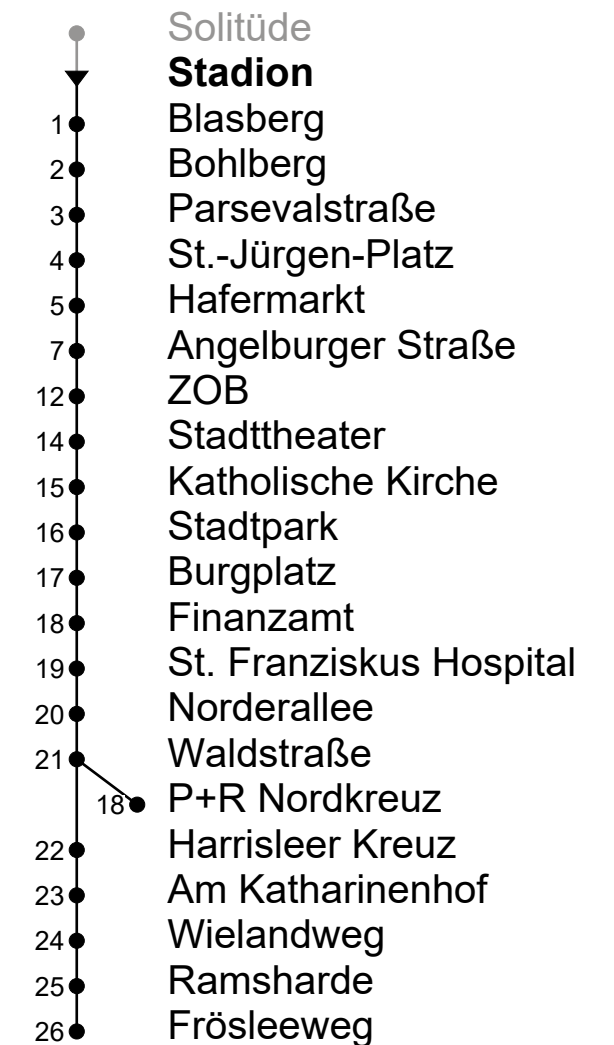 Solitüde
Stadion
1 Blasberg
2 Bohlberg
3 Parsevalstraße
4 St.-Jürgen-Platz
5 Hafermarkt
7 Angelburger Straße
12 ZOB
14 Stadttheater
15 Katholische Kirche
16 Stadtpark
17 Burgplatz
18 Finanzamt
19 St. Franziskus Hospital
20 Norderallee
21 Waldstraße
18 P+R Nordkreuz
22 Harrisleer Kreuz
23 Am Katharinenhof
24 Wielandweg
25 Ramsharde
26 Frösleeweg